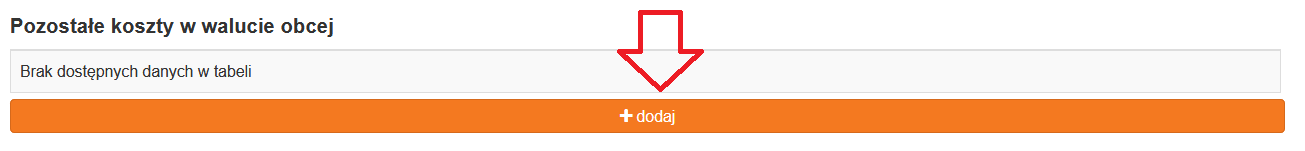 Pozostałe koszty w walucie obcej
Brak dostępnych danych w tabeli
+ dodaj